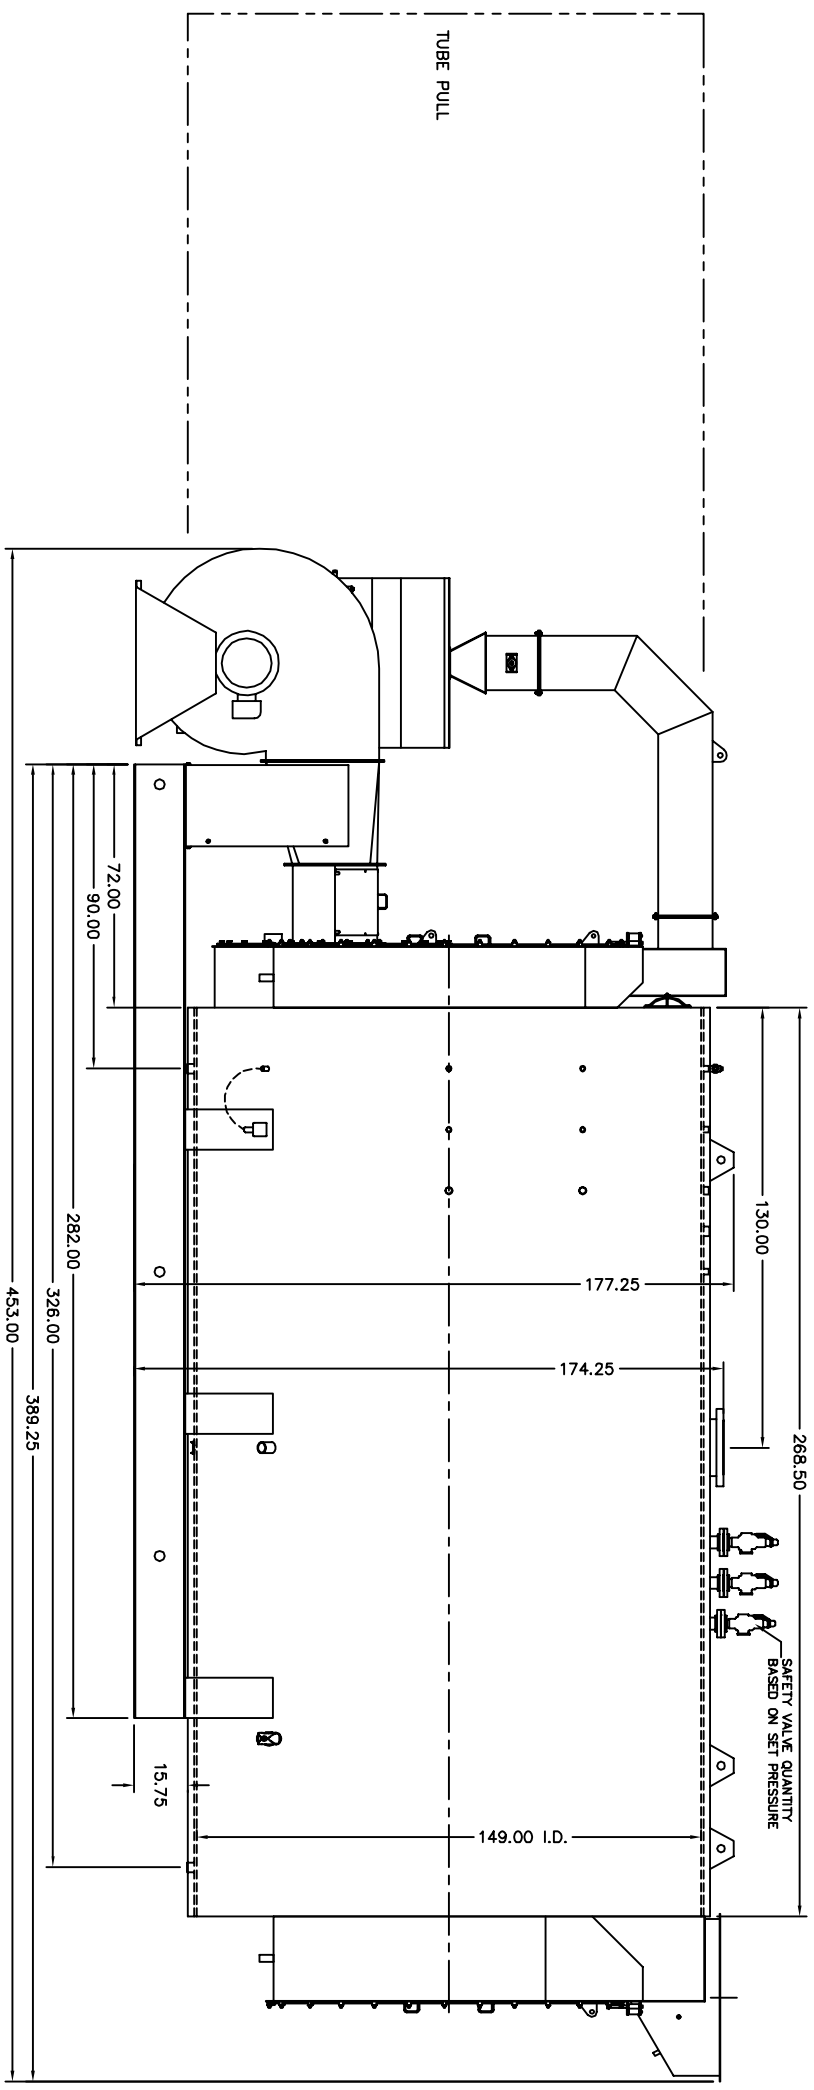 TUBE PULL
268.50
130.00
SAFETY VALVE QUANTITY
BASED ON SET PRESSURE
177.25
174.25
149.00 I.D.
15.75
72.00
90.00
282.00
326.00
389.25
453.00